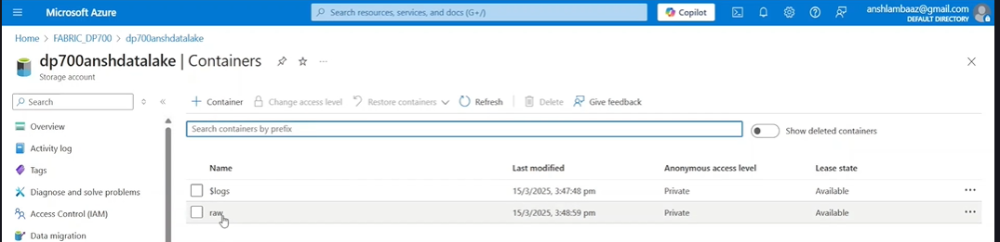 Microsoft Azure
Search resources, services, and docs (G+/)
Copilot
anshlambaaz@gmail.com
DEFAULT DIRECTORY
Home > FABRIC_DP700 > dp700anshdatalake
dp700anshdatalake | Containers
Storage account
Search
Overview
Activity log
Tags
Diagnose and solve problems
Access Control (IAM)
Data migration
+ Container Change access level Restore containers Refresh Delete Give feedback
Search containers by prefix
Show deleted containers
Name Last modified Anonymous access level Lease state
$logs 15/3/2025, 3:47:48 pm Private Available
raw 15/3/2025, 3:48:59 pm Private Available